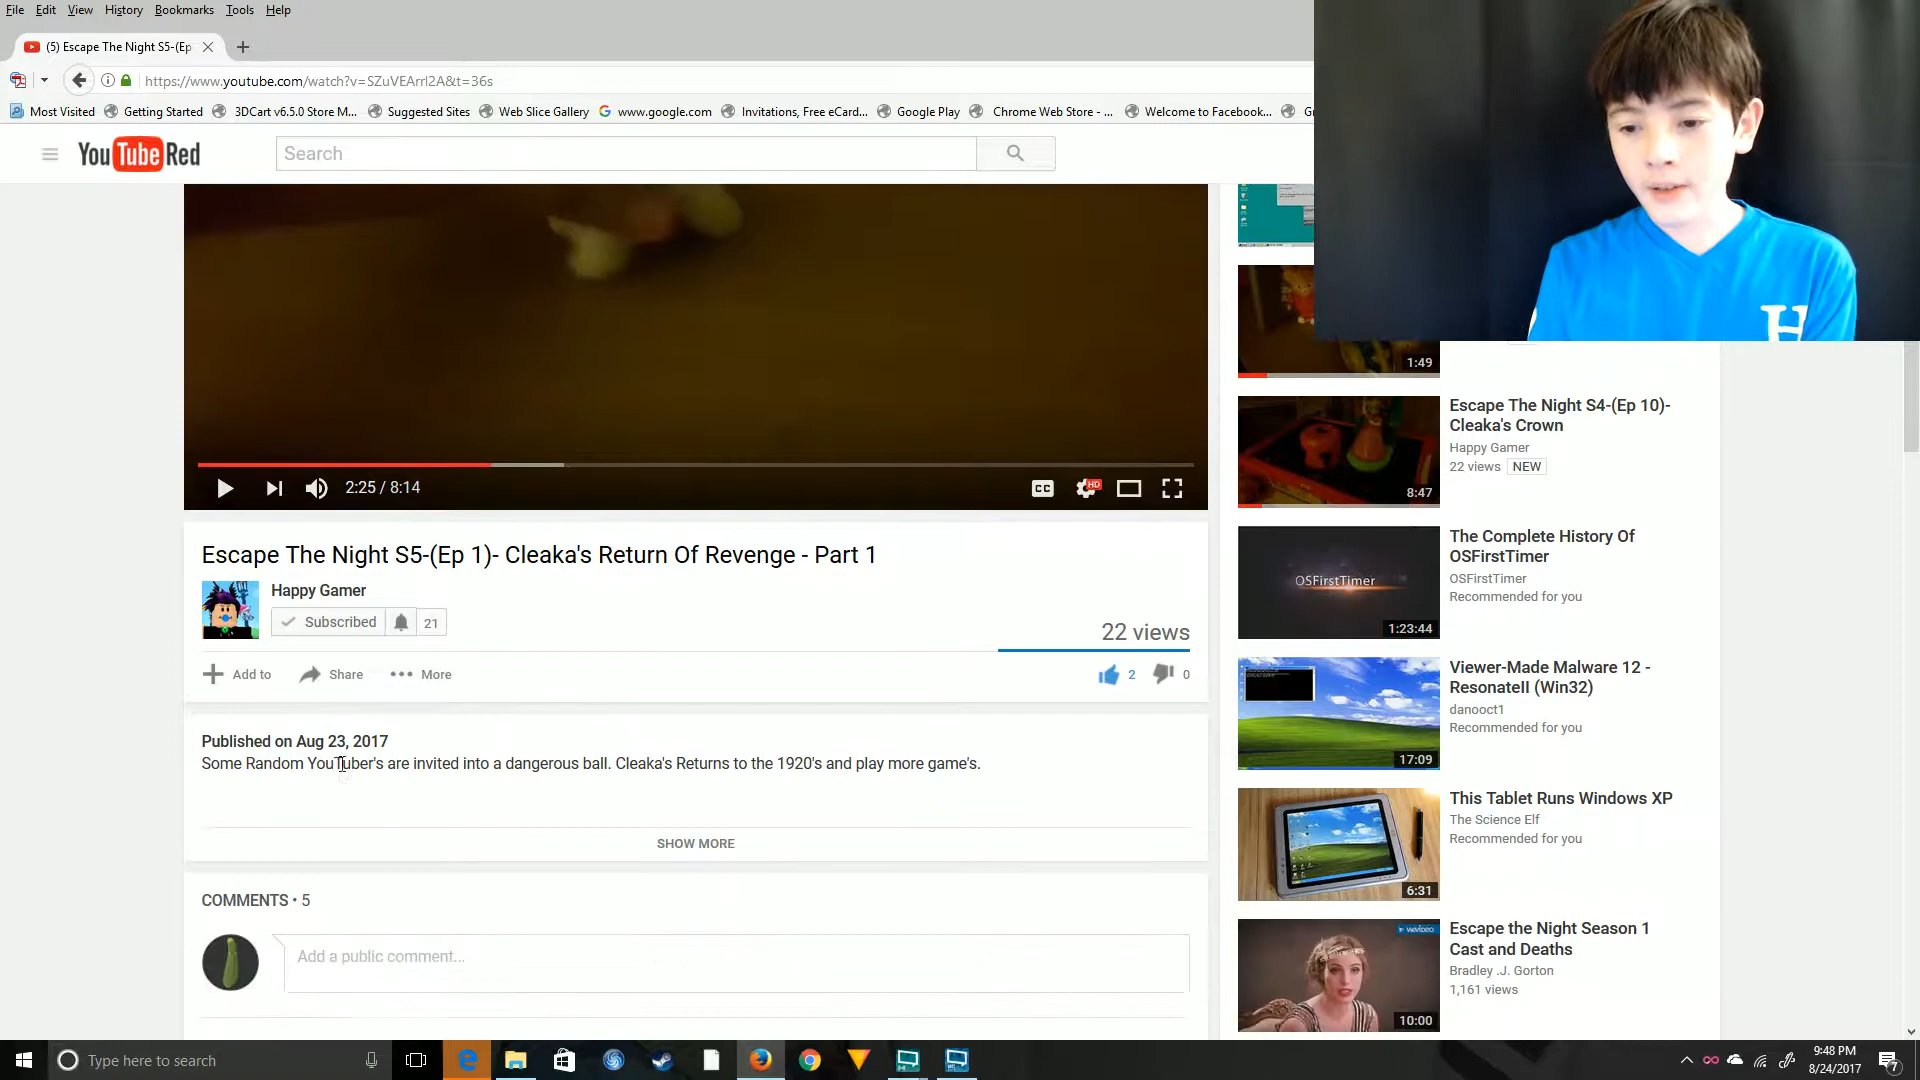 File Edit View History Bookmarks Tools Help
(5) Escape The Night S5-(Ep
https://www.youtube.com/watch?v=SZuVEArrl2A&t=36s
Most Visited Getting Started 3DCart v6.5.0 Store M... Suggested Sites Web Slice Gallery www.google.com Invitations, Free eCard... Google Play Chrome Web Store - ... Welcome to Facebook... Gr
YouTube Red
Search
1:49
Escape The Night S4-(Ep 10)-
Cleaka's Crown
Happy Gamer
22 views NEW
8:47
2:25 / 8:14
CC
HD
Escape The Night S5-(Ep 1)- Cleaka's Return Of Revenge - Part 1
Happy Gamer
Subscribed 21
22 views
Add to Share More
2 0
The Complete History Of
OSFirstTimer
OSFirstTimer
Recommended for you
OSFirstTimer
1:23:44
Viewer-Made Malware 12 -
ResonateII (Win32)
danooct1
Recommended for you
17:09
Published on Aug 23, 2017
Some Random YouTuber's are invited into a dangerous ball. Cleaka's Returns to the 1920's and play more game's.
SHOW MORE
This Tablet Runs Windows XP
The Science Elf
Recommended for you
6:31
COMMENTS • 5
Add a public comment...
Escape the Night Season 1
Cast and Deaths
Bradley .J. Gorton
1,161 views
wevideo
10:00
H
Type here to search
9:48 PM
8/24/2017
7